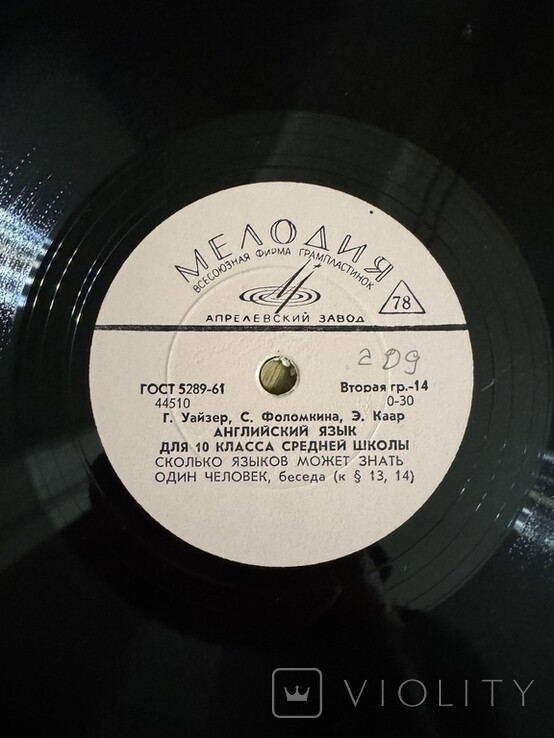 МЕЛОДИЯ
ВСЕСОЮЗНАЯ ФИРМА ГРАМПЛАСТИНОК
78
АПРЕЛЕВСКИЙ ЗАВОД
209
ГОСТ 5289-61 Вторая гр.-14
44510 0-30
Г. Уайзер, С. Фоломкина, Э. Каар
АНГЛИЙСКИЙ ЯЗЫК
ДЛЯ 10 КЛАССА СРЕДНЕЙ ШКОЛЫ
СКОЛЬКО ЯЗЫКОВ МОЖЕТ ЗНАТЬ
ОДИН ЧЕЛОВЕК, беседа (к § 13, 14)
VIOLITY